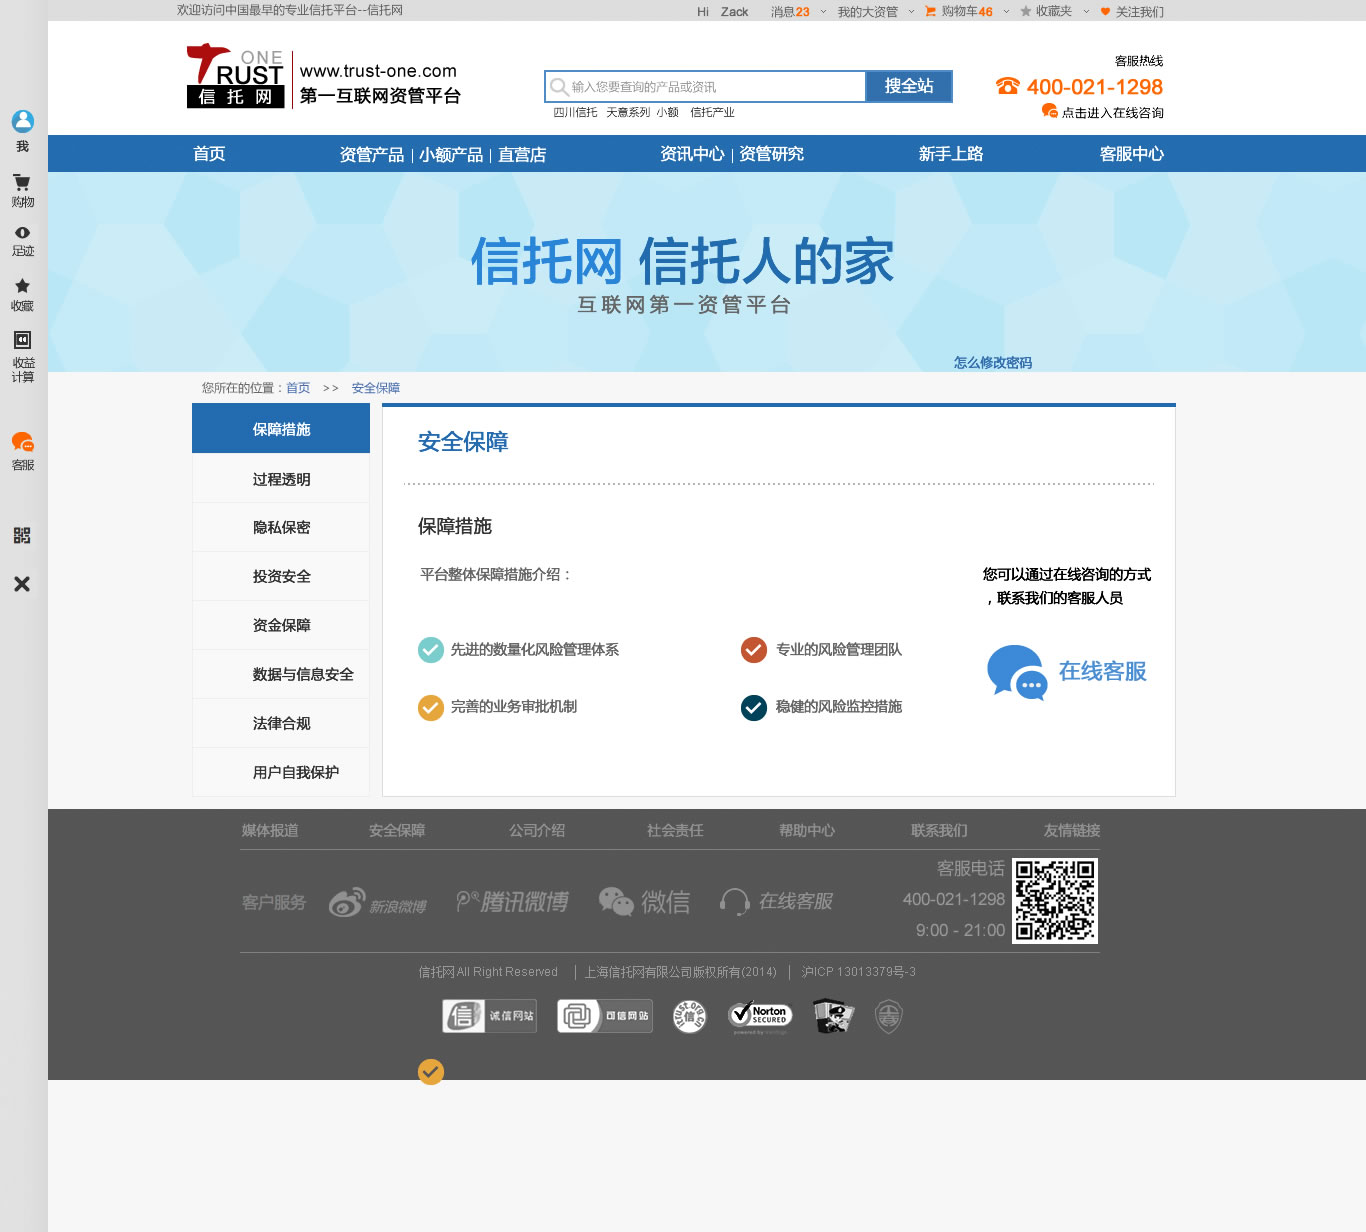 欢迎访问中国最早的专业信托平台--信托网
Hi Zack 消息23 我的大资管 购物车46 收藏夹 关注我们
ONE
TRUST
信托网
www.trust-one.com
第一互联网资管平台
输入您要查询的产品或资讯
搜全站
四川信托 天意系列 小额 信托产业
客服热线
400-021-1298
点击进入在线咨询
我
购物
足迹
收藏
收益
计算
客服
首页 资管产品 | 小额产品 | 直营店 资讯中心 | 资管研究 新手上路 客服中心
信托网 信托人的家
互联网第一资管平台
怎么修改密码
您所在的位置：首页 >> 安全保障
保障措施
过程透明
隐私保密
投资安全
资金保障
数据与信息安全
法律合规
用户自我保护
安全保障
保障措施
平台整体保障措施介绍：
先进的数量化风险管理体系
专业的风险管理团队
完善的业务审批机制
稳健的风险监控措施
您可以通过在线咨询的方式
，联系我们的客服人员
在线客服
媒体报道 安全保障 公司介绍 社会责任 帮助中心 联系我们 友情链接
客户服务 新浪微博 腾讯微博 微信 在线客服
客服电话
400-021-1298
9:00 - 21:00
信托网 All Right Reserved | 上海信托网有限公司版权所有(2014) | 沪ICP 13013379号-3
信 诚信网站
可信网站
trust.org.cn
信
Norton
SECURED